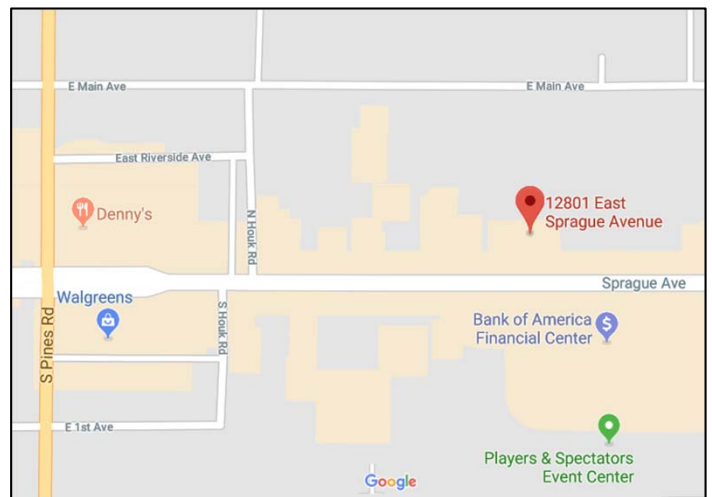 E Main Ave
E Main Ave
East Riverside Ave
Denny's
N Houk Rd
12801 East
Sprague Avenue
Sprague Ave
Walgreens
S Houk Rd
Bank of America
Financial Center
S Pines Rd
E 1st Ave
Players & Spectators
Event Center
Google